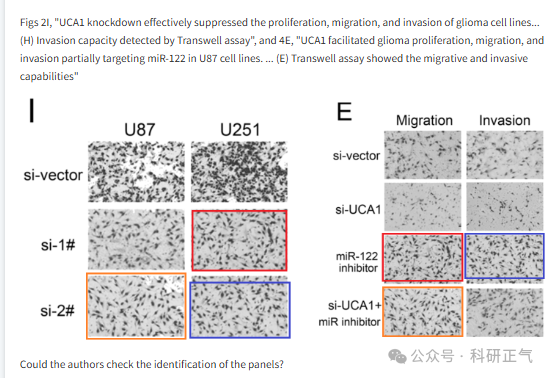 Figs 2I, "UCA1 knockdown effectively suppressed the proliferation, migration, and invasion of glioma cell lines...
(H) Invasion capacity detected by Transwell assay", and 4E, "UCA1 facilitated glioma proliferation, migration, and
invasion partially targeting miR-122 in U87 cell lines. ... (E) Transwell assay showed the migrative and invasive
capabilities"
I
U87 U251
si-vector
si-1#
si-2#
E
Migration Invasion
si-vector
si-UCA1
miR-122
inhibitor
si-UCA1+
miR inhibitor
Could the authors check the identification of the panels?
公众号 · 科研正气